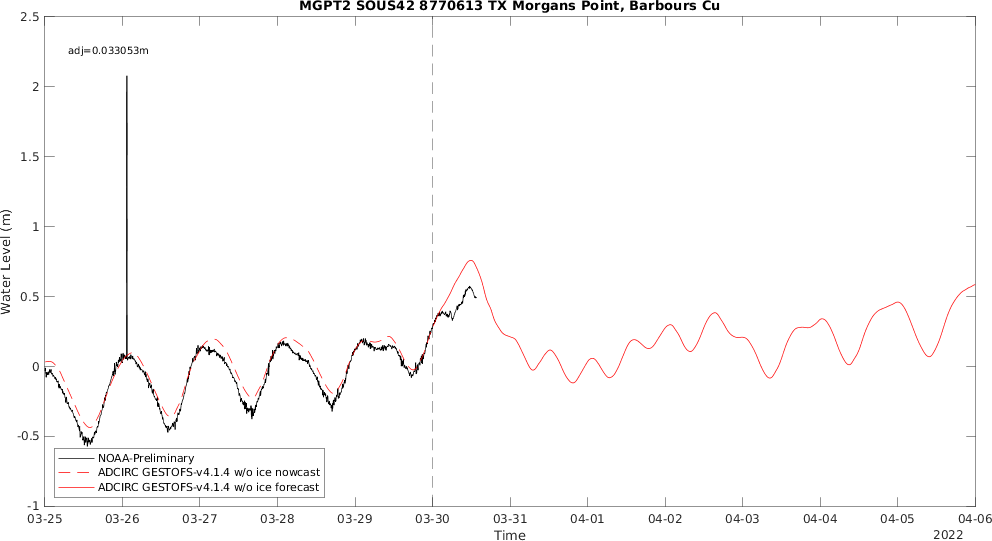 MGPT2 SOUS42 8770613 TX Morgans Point, Barbours Cu
adj=0.033053m
2.5
2
1.5
1
0.5
0
-0.5
-1
Water Level (m)
NOAA-Preliminary
ADCIRC GESTOFS-v4.1.4 w/o ice nowcast
ADCIRC GESTOFS-v4.1.4 w/o ice forecast
03-25 03-26 03-27 03-28 03-29 03-30 03-31 04-01 04-02 04-03 04-04 04-05 04-06
Time
2022